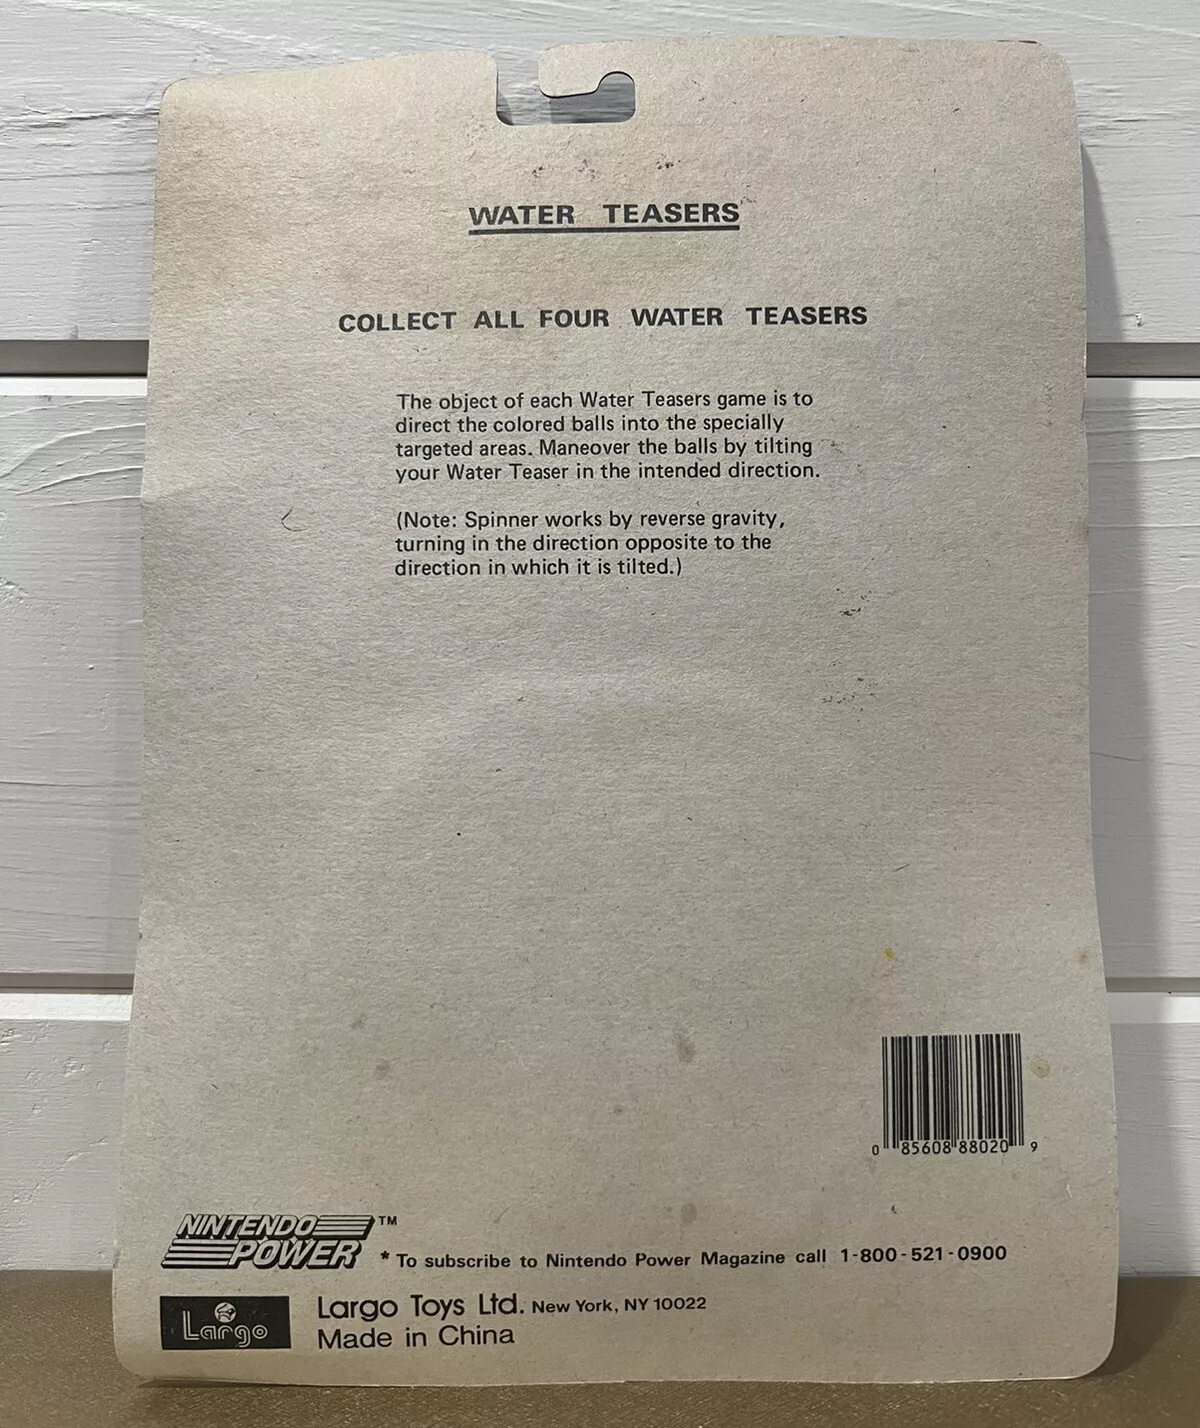 WATER TEASERS
COLLECT ALL FOUR WATER TEASERS
The object of each Water Teasers game is to
direct the colored balls into the specially
targeted areas. Maneover the balls by tilting
your Water Teaser in the intended direction.
(Note: Spinner works by reverse gravity,
turning in the direction opposite to the
direction in which it is tilted.)
0 85608 88020 9
NINTENDO POWER™
* To subscribe to Nintendo Power Magazine call 1-800-521-0900
Largo
Largo Toys Ltd. New York, NY 10022
Made in China